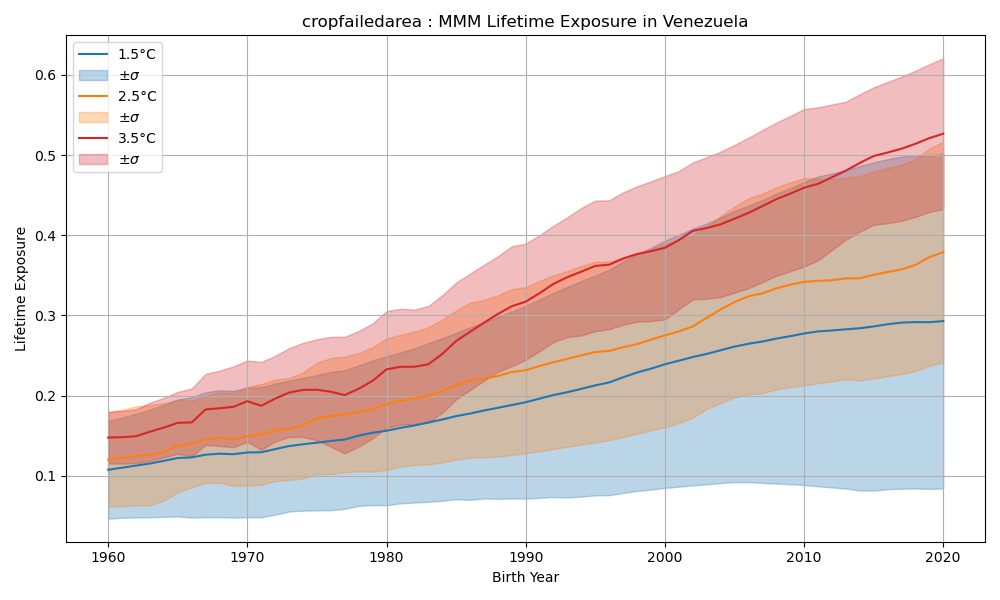 cropfailedarea : MMM Lifetime Exposure in Venezuela
1.5°C
±σ
2.5°C
±σ
3.5°C
±σ
Lifetime Exposure
0.6
0.5
0.4
0.3
0.2
0.1
1960 1970 1980 1990 2000 2010 2020
Birth Year